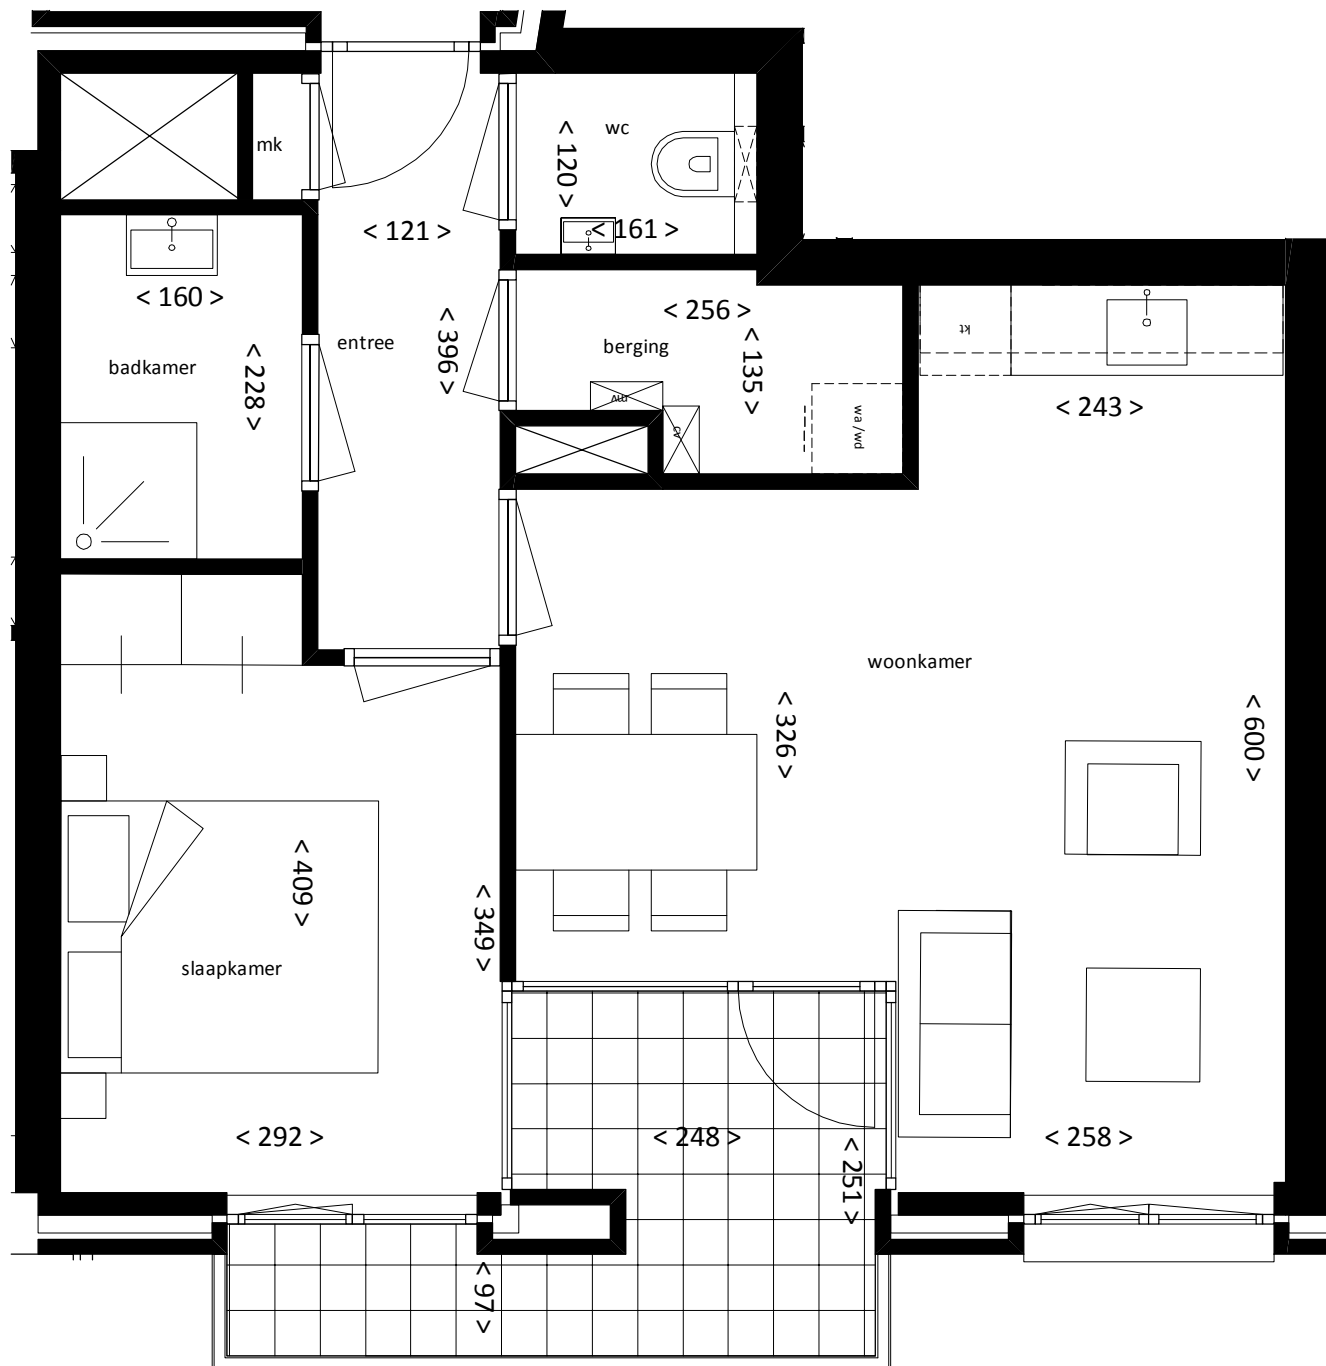 mk
wc
< 120 >
< 161 >
< 121 >
< 160 >
badkamer
< 228 >
entree
< 396 >
< 256 >
berging
< 135 >
mv
cv
wa/wd
kt
< 243 >
woonkamer
< 326 >
< 600 >
< 409 >
< 349 >
slaapkamer
< 292 >
< 248 >
< 251 >
< 258 >
< 97 >